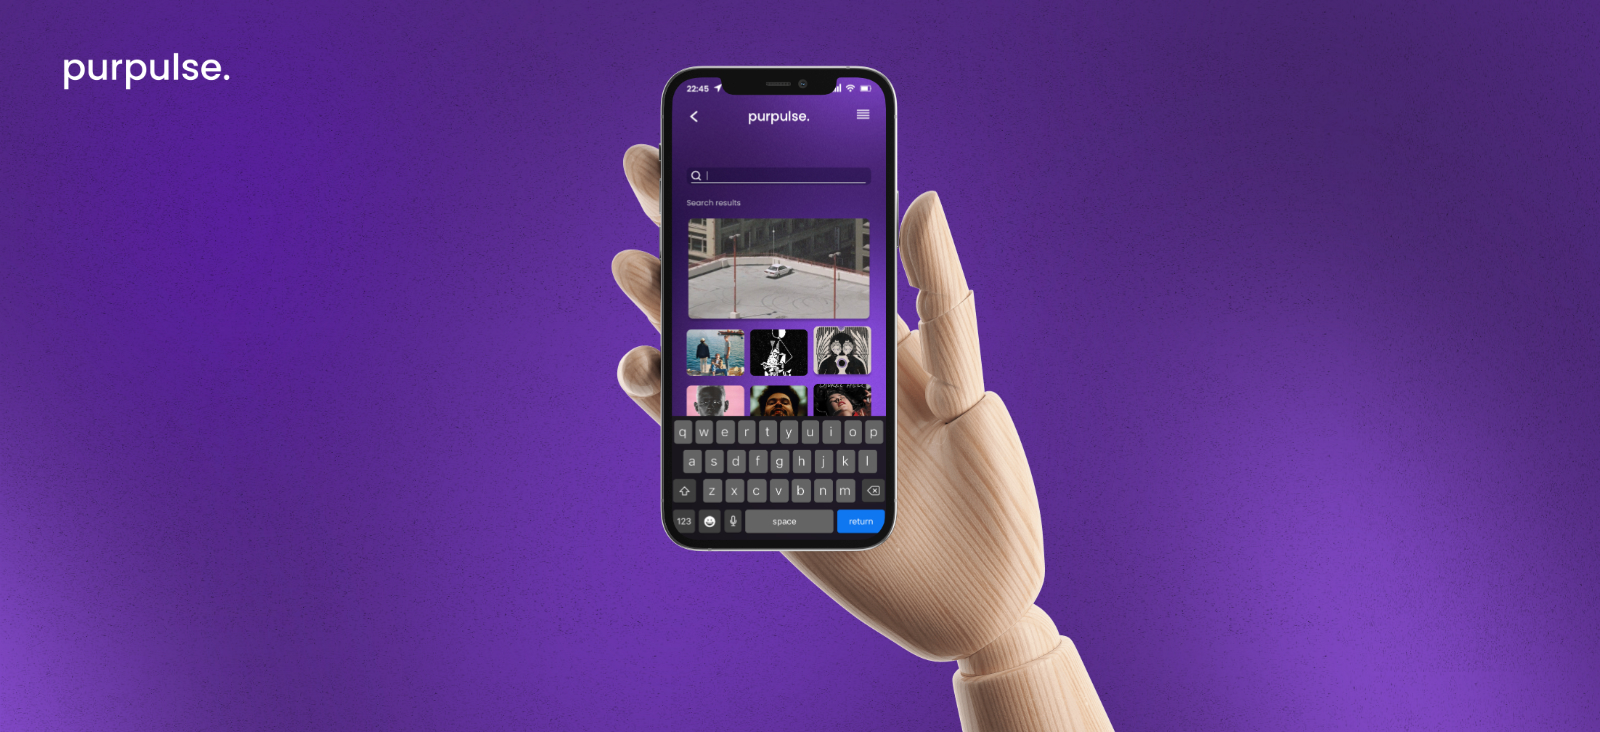 purpulse.
22:45
purpulse.
Search results
q w e r t y u i o p
a s d f g h j k l
z x c v b n m
123 space return